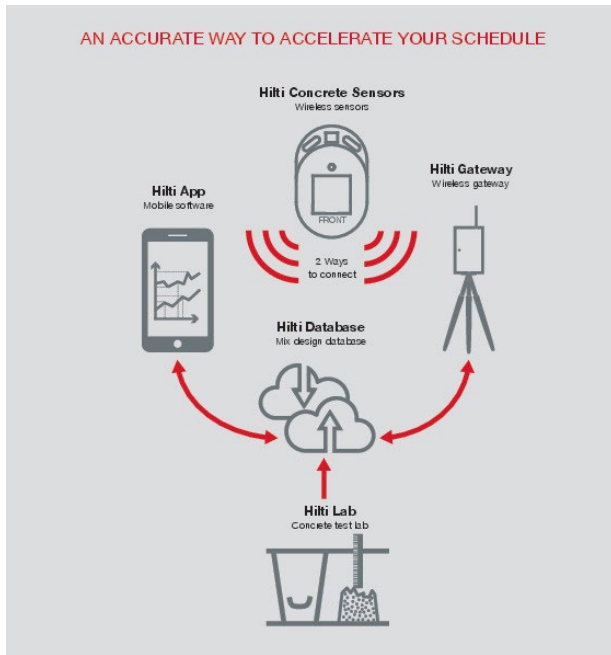 AN ACCURATE WAY TO ACCELERATE YOUR SCHEDULE
Hilti Concrete Sensors
Wireless sensors
FRONT
Hilti Gateway
Wireless gateway
Hilti App
Mobile software
2 Ways
to connect
Hilti Database
Mix design database
Hilti Lab
Concrete test lab